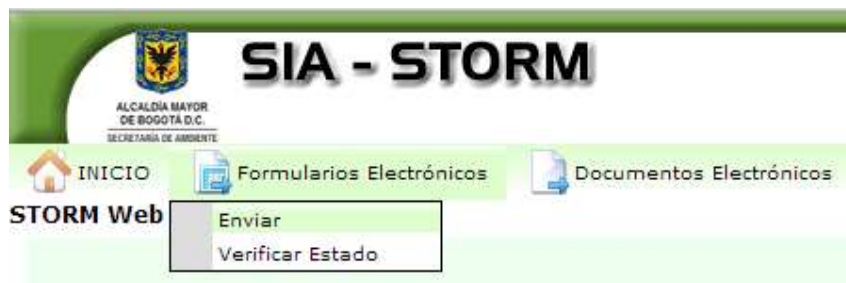 SIA - STORM
ALCALDÍA MAYOR
DE BOGOTÁ D.C.
SECRETARÍA DE AMBIENTE
INICIO Formularios Electrónicos Documentos Electrónicos
STORM Web
Enviar
Verificar Estado